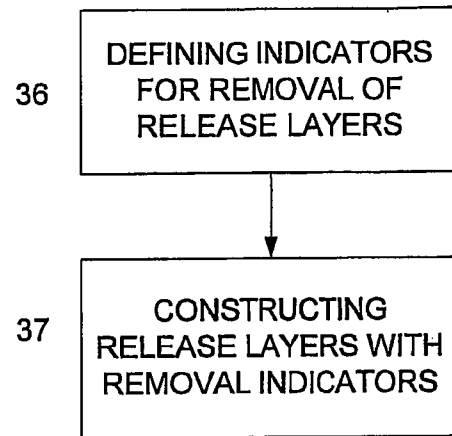 36
DEFINING INDICATORS
FOR REMOVAL OF
RELEASE LAYERS
37
CONSTRUCTING
RELEASE LAYERS WITH
REMOVAL INDICATORS